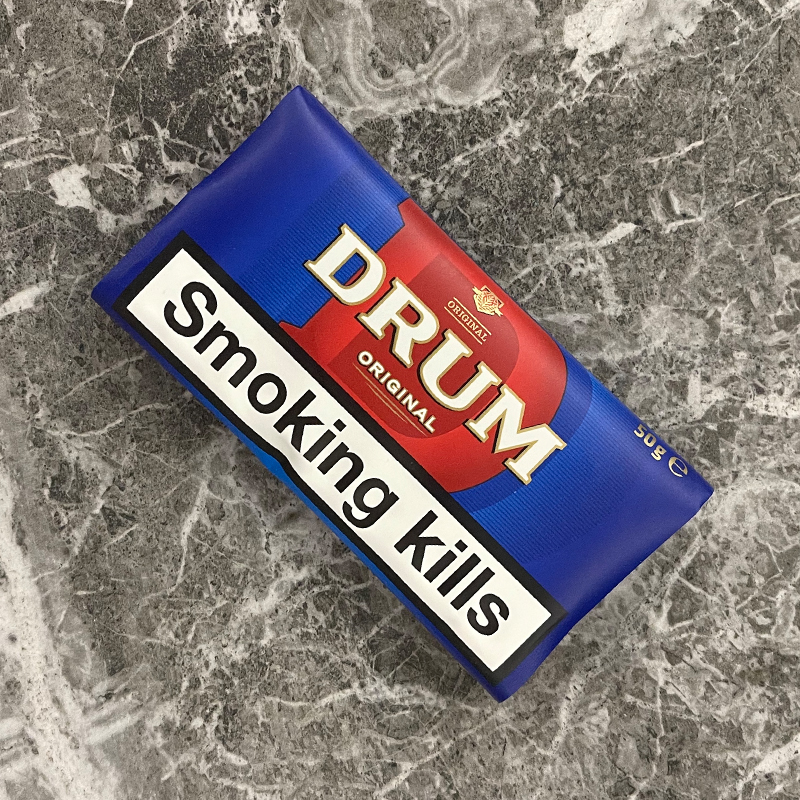 ORIGINAL
DRUM
ORIGINAL
50g ℮
Smoking kills